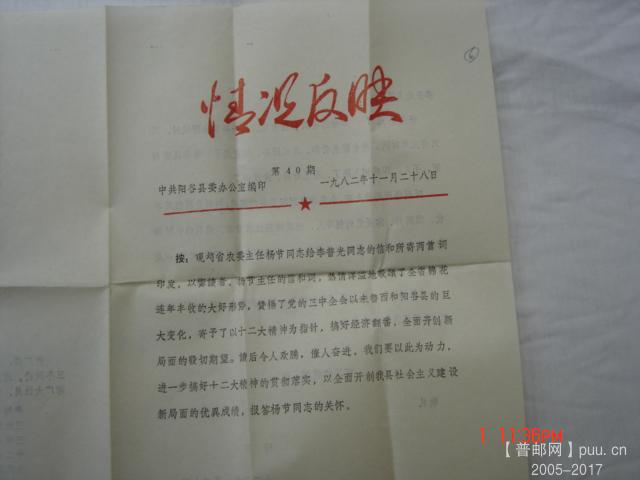 6
情况反映
第40期
中共阳谷县委办公室编印 一九八二年十一月二十八日
按：现将省农委主任杨节同志给李普光同志的信和所寄两首词
印发，以飨读者，杨节主任的信和词，热情洋溢地歌颂了全省棉花
连年丰收的大好形势，赞扬了党的三中全会以来鲁西和阳谷县的巨
大变化，寄予了以十二大精神为指针，搞好经济翻番，全面开创新
局面的殷切期望。读后令人欢腾，催人奋进，我们要以此为动力，
进一步搞好十二大精神的贯彻落实，以全面开创我县社会主义建设
新局面的优异成绩，报答杨节同志的关怀。
1 11:36PM
【普邮网】puu.cn
2005-2017